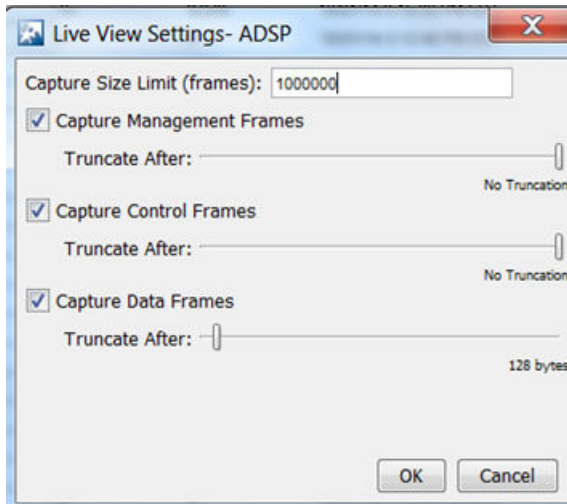 Live View Settings- ADSP
Capture Size Limit (frames): 1000000
Capture Management Frames
Truncate After:
No Truncation
Capture Control Frames
Truncate After:
No Truncation
Capture Data Frames
Truncate After:
128 bytes
OK Cancel